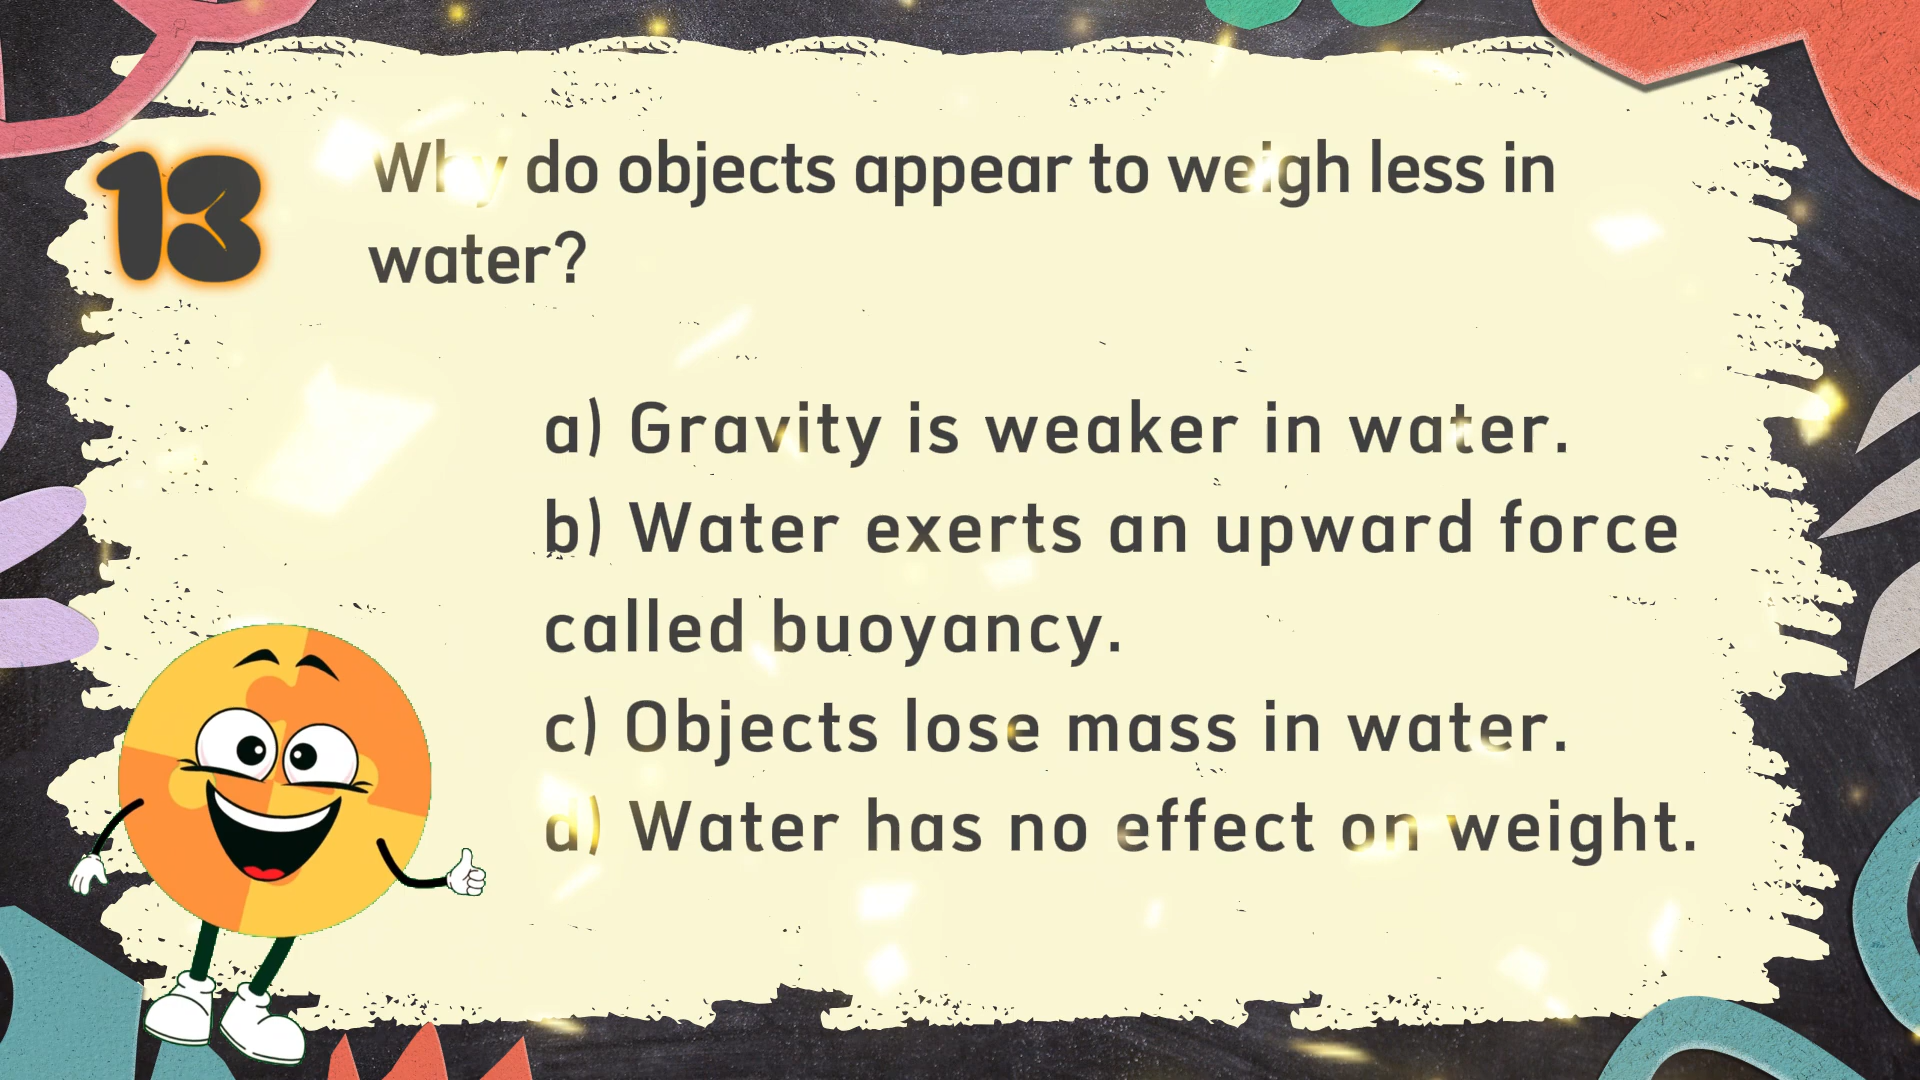 13
Why do objects appear to weigh less in
water?
a) Gravity is weaker in water.
b) Water exerts an upward force
called buoyancy.
c) Objects lose mass in water.
d) Water has no effect on weight.